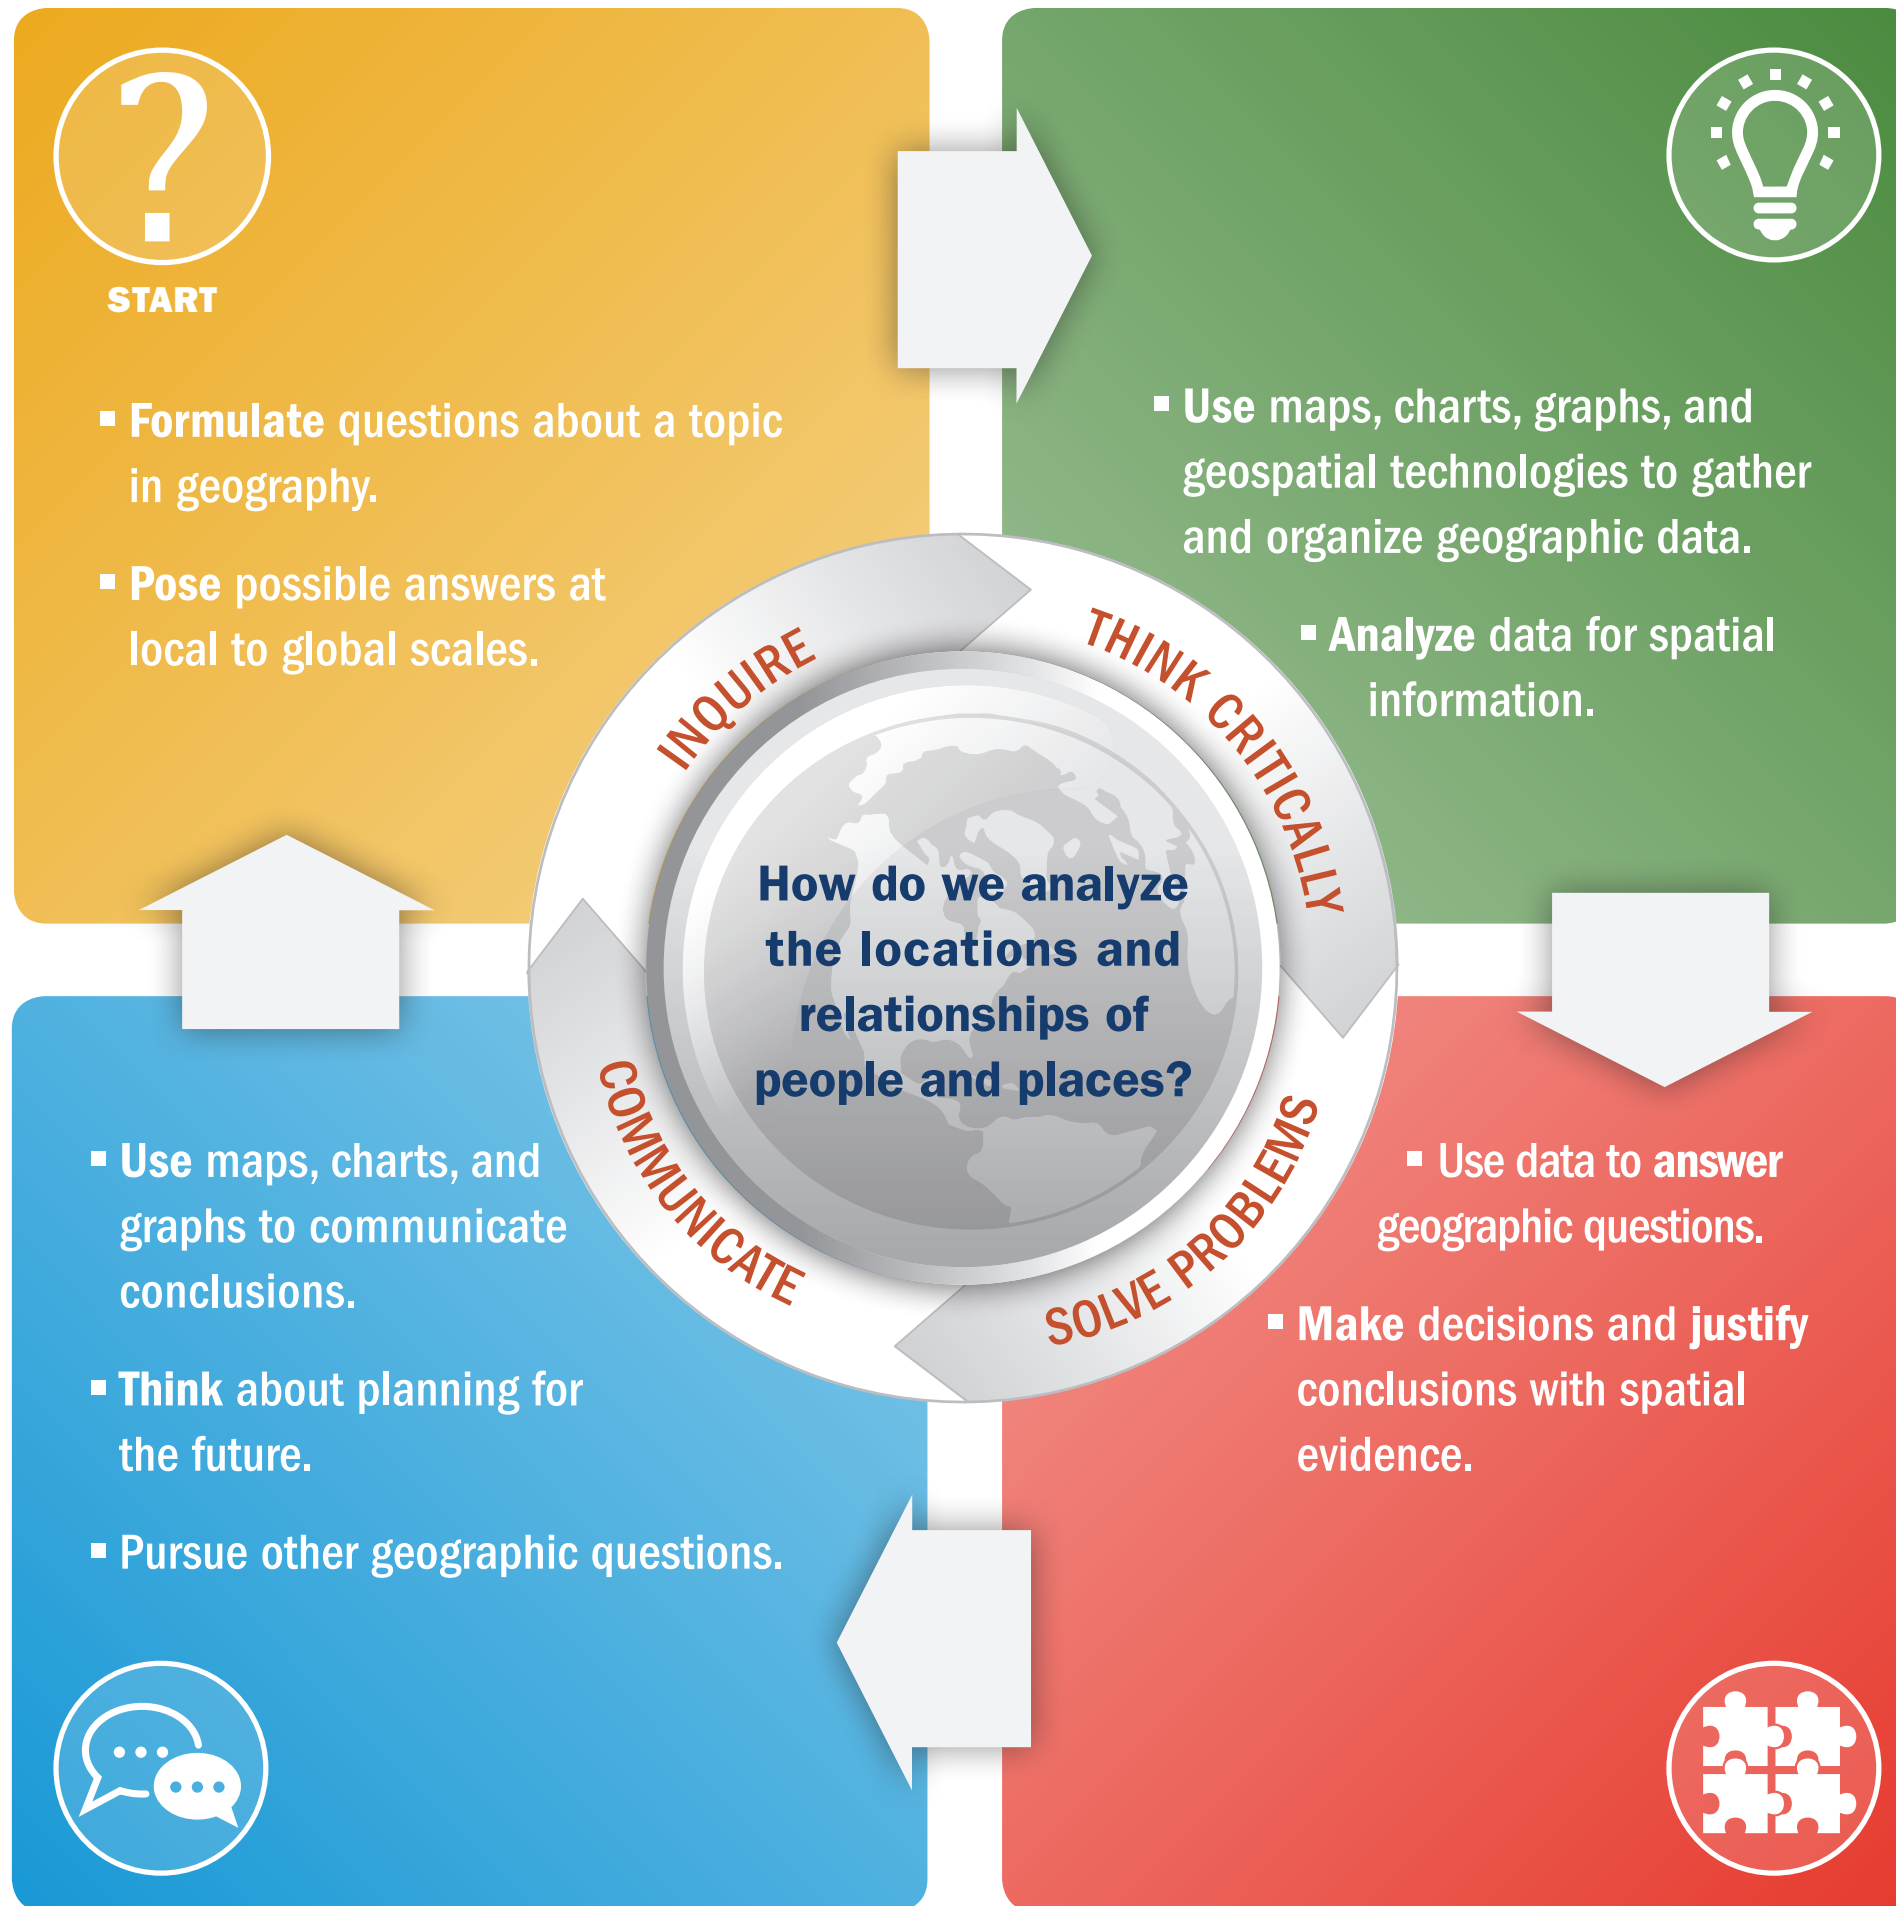 START
▪ Formulate questions about a topic
in geography.
▪ Pose possible answers at
local to global scales.
▪ Use maps, charts, graphs, and
geospatial technologies to gather
and organize geographic data.
▪ Analyze data for spatial
information.
INQUIRE
THINK CRITICALLY
SOLVE PROBLEMS
COMMUNICATE
How do we analyze
the locations and
relationships of
people and places?
▪ Use data to answer
geographic questions.
▪ Make decisions and justify
conclusions with spatial
evidence.
▪ Use maps, charts, and
graphs to communicate
conclusions.
▪ Think about planning for
the future.
▪ Pursue other geographic questions.